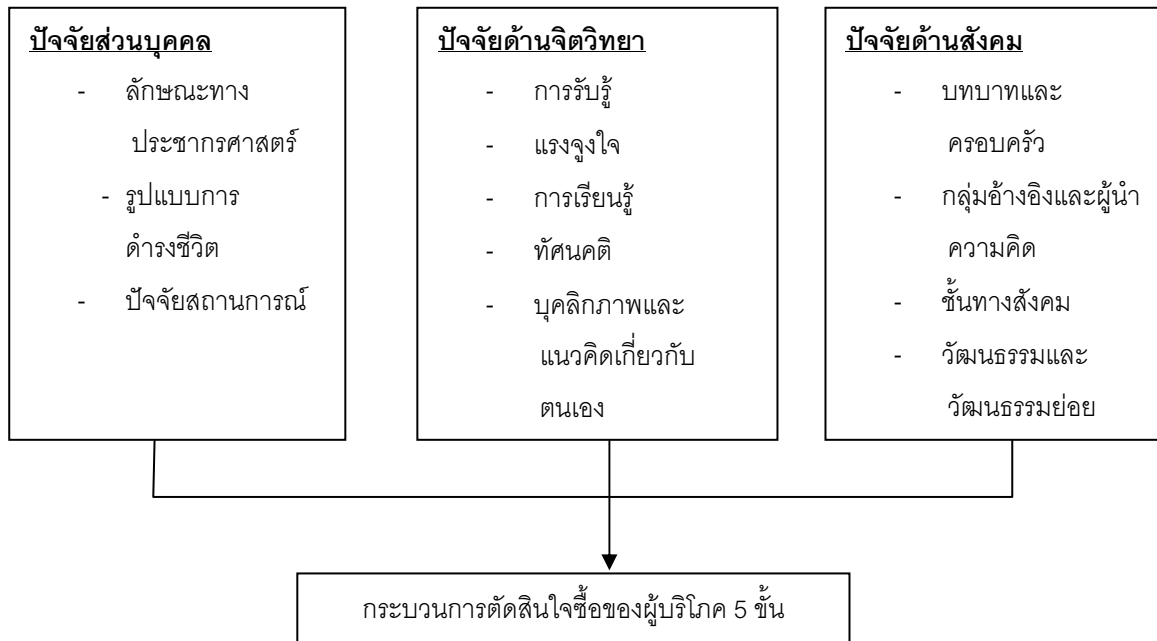 ปัจจัยส่วนบุคคล
- ลักษณะทาง
ประชากรศาสตร์
- รูปแบบการ
ดำรงชีวิต
- ปัจจัยสถานการณ์
ปัจจัยด้านจิตวิทยา
- การรับรู้
- แรงจูงใจ
- การเรียนรู้
- ทัศนคติ
- บุคลิกภาพและ
แนวคิดเกี่ยวกับ
ตนเอง
ปัจจัยด้านสังคม
- บทบาทและ
ครอบครัว
- กลุ่มอ้างอิงและผู้นำ
ความคิด
- ชั้นทางสังคม
- วัฒนธรรมและ
วัฒนธรรมย่อย
กระบวนการตัดสินใจซื้อของผู้บริโภค 5 ขั้น